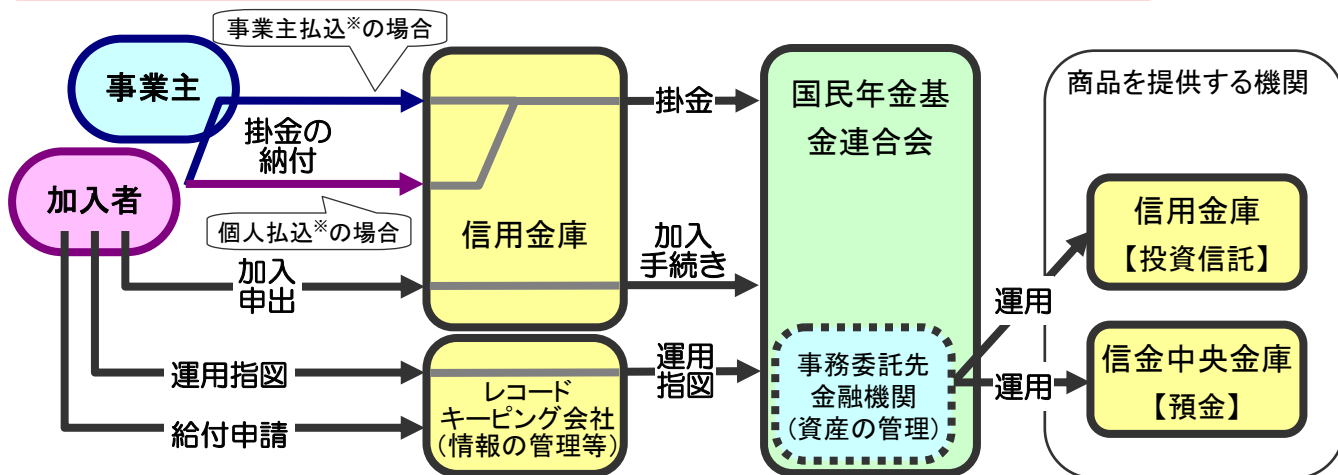 事業主払込※の場合
事業主
掛金の
納付
加入者
個人払込※の場合
加入
申出
運用指図
給付申請
信用金庫
レコード
キーピング会社
(情報の管理等)
掛金
加入
手続き
運用
指図
国民年金基
金連合会
事務委託先
金融機関
(資産の管理)
運用
運用
商品を提供する機関
信用金庫
【投資信託】
信金中央金庫
【預金】